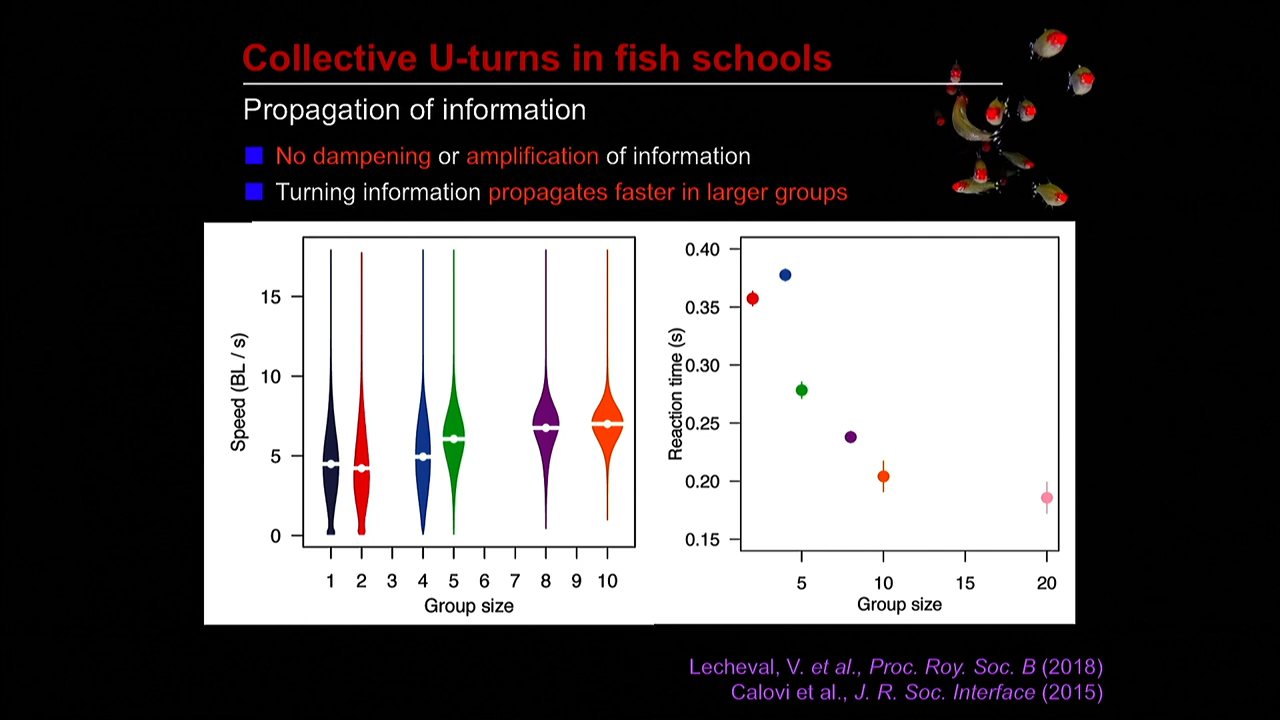 Collective U-turns in fish schools
Propagation of information
No dampening or amplification of information
Turning information propagates faster in larger groups
Speed (BL / s)
15
10
5
0
1 2 3 4 5 6 7 8 9 10
Group size
Reaction time (s)
0.40
0.35
0.30
0.25
0.20
0.15
5 10 15 20
Group size
Lecheval, V. et al., Proc. Roy. Soc. B (2018)
Calovi et al., J. R. Soc. Interface (2015)